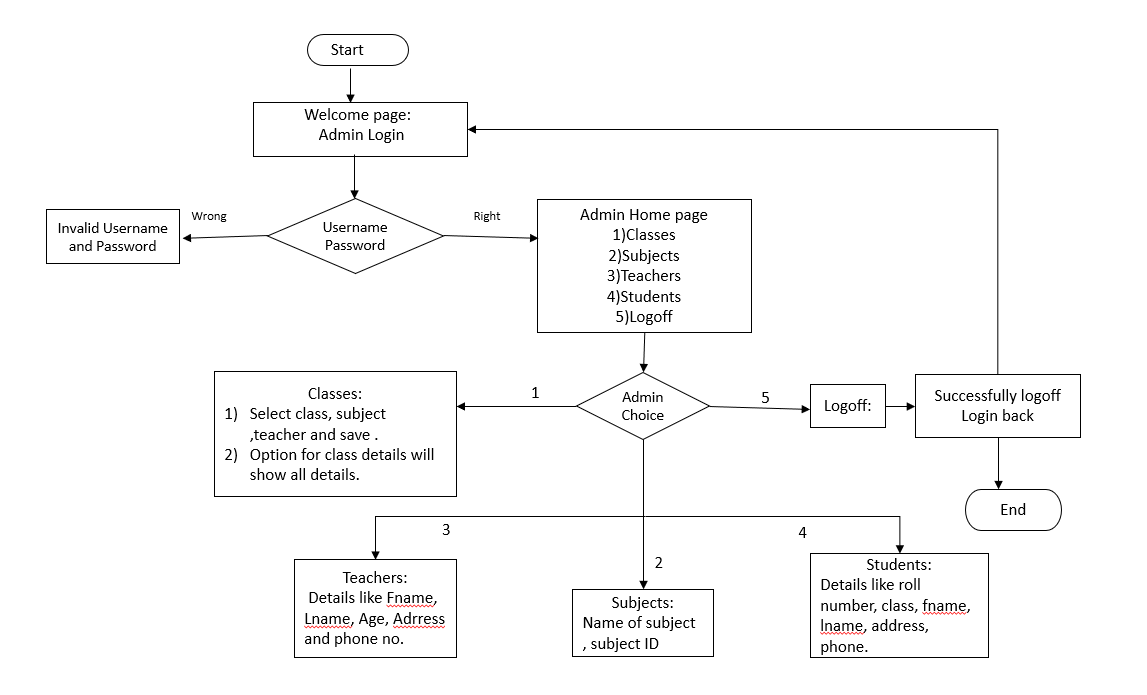 Start
Welcome page:
Admin Login
Wrong
Right
Invalid Username
and Password
Username
Password
Admin Home page
1)Classes
2)Subjects
3)Teachers
4)Students
5)Logoff
Classes:
1) Select class, subject
,teacher and save .
2) Option for class details will
show all details.
1
Admin
Choice
5
Logoff:
Successfully logoff
Login back
End
3
4
2
Teachers:
Details like Fname,
Lname, Age, Adrress
and phone no.
Subjects:
Name of subject
, subject ID
Students:
Details like roll
number, class, fname,
lname, address,
phone.